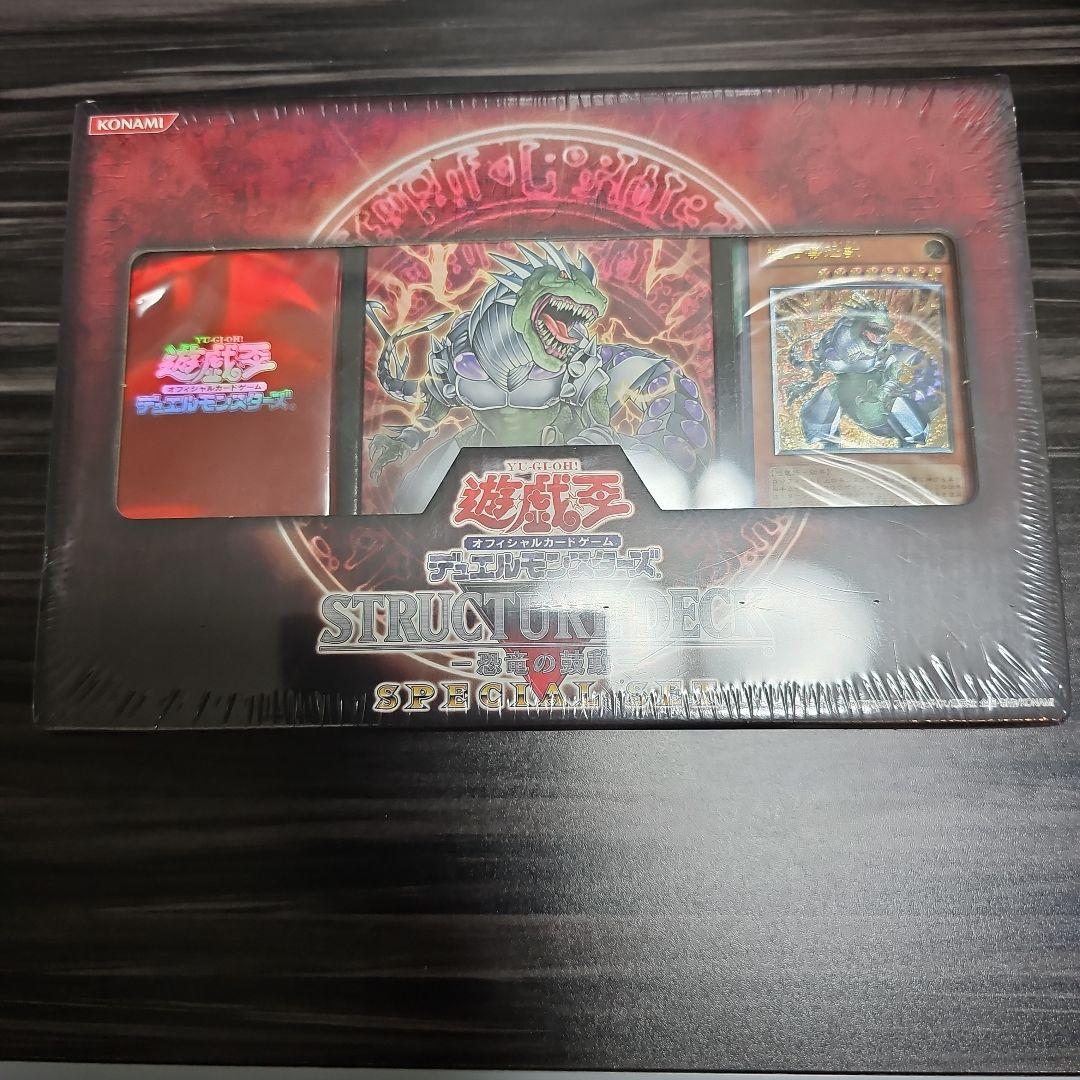 KONAMI
YU-GI-OH!
遊戯王
オフィシャルカードゲーム
デュエルモンスターズ
YU-GI-OH!
遊戯王
オフィシャルカードゲーム
デュエルモンスターズ
STRUCTURE DECK
－恐竜の鼓動－
SPECIAL SET